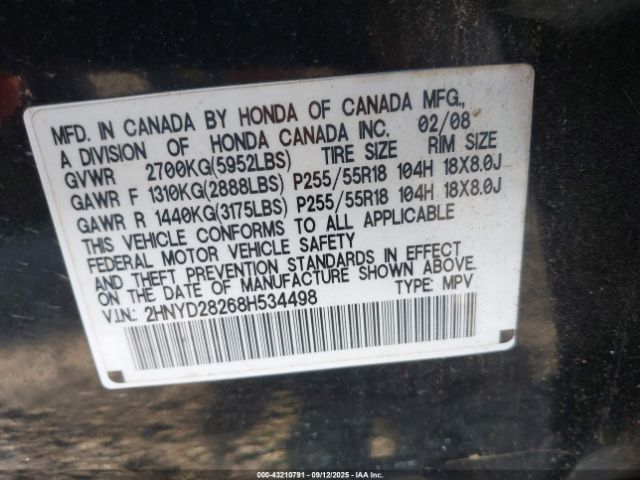 MFD. IN CANADA BY HONDA OF CANADA MFG.,
A DIVISION OF HONDA CANADA INC. 02/08
GVWR 2700KG(5952LBS) TIRE SIZE RIM SIZE
GAWR F 1310KG(2888LBS) P255/55R18 104H 18X8.0J
GAWR R 1440KG(3175LBS) P255/55R18 104H 18X8.0J
THIS VEHICLE CONFORMS TO ALL APPLICABLE
FEDERAL MOTOR VEHICLE SAFETY
AND THEFT PREVENTION STANDARDS IN EFFECT
ON THE DATE OF MANUFACTURE SHOWN ABOVE.
V.I.N.: 2HNYD28268H534498 TYPE: MPV
000-43210791 - 09/12/2025 - IAA Inc.